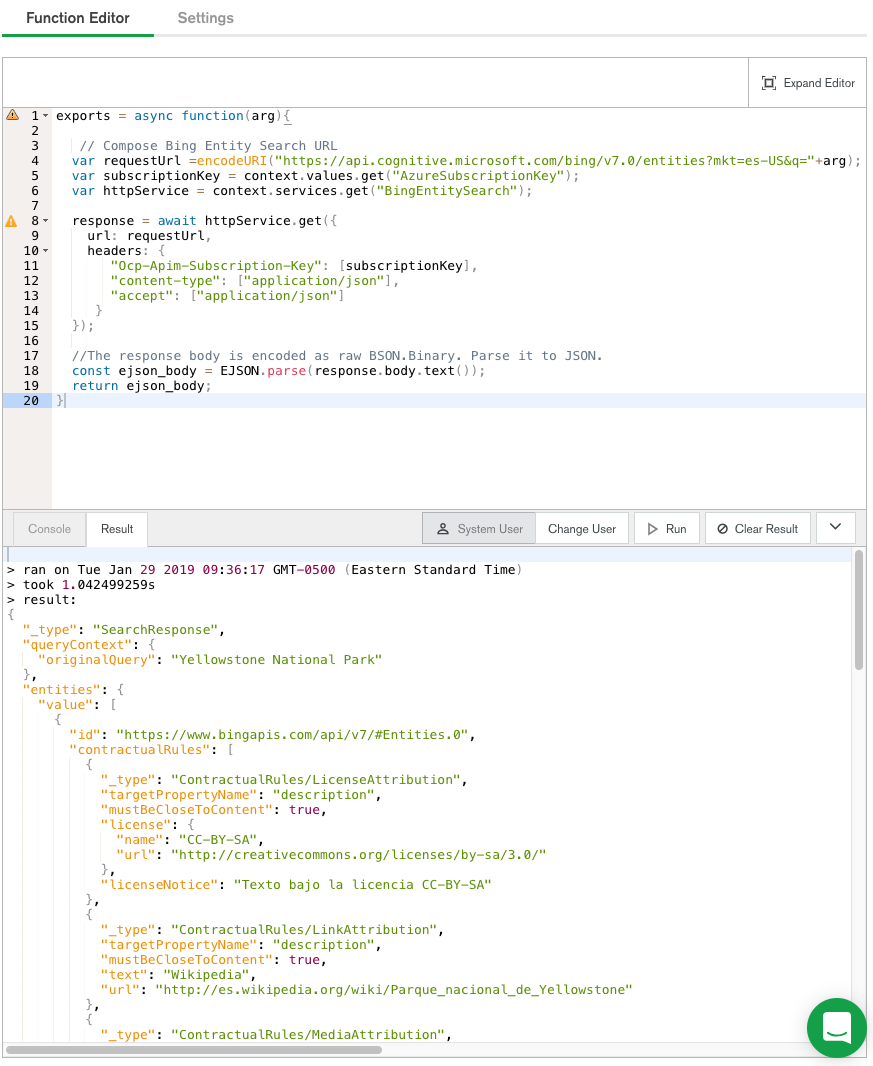 Function Editor Settings
Expand Editor
1 exports = async function(arg){
2
3 // Compose Bing Entity Search URL
4 var requestUrl =encodeURI("https://api.cognitive.microsoft.com/bing/v7.0/entities?mkt=es-US&q="+arg);
5 var subscriptionKey = context.values.get("AzureSubscriptionKey");
6 var httpService = context.services.get("BingEntitySearch");
7
8 response = await httpService.get({
9 url: requestUrl,
10 headers: {
11 "Ocp-Apim-Subscription-Key": [subscriptionKey],
12 "content-type": ["application/json"],
13 "accept": ["application/json"]
14 }
15 });
16
17 //The response body is encoded as raw BSON.Binary. Parse it to JSON.
18 const ejson_body = EJSON.parse(response.body.text());
19 return ejson_body;
20 }
Console Result System User Change User Run Clear Result
> ran on Tue Jan 29 2019 09:36:17 GMT-0500 (Eastern Standard Time)
> took 1.042499259s
> result:
{
"_type": "SearchResponse",
"queryContext": {
"originalQuery": "Yellowstone National Park"
},
"entities": {
"value": [
{
"id": "https://www.bingapis.com/api/v7/#Entities.0",
"contractualRules": [
{
"_type": "ContractualRules/LicenseAttribution",
"targetPropertyName": "description",
"mustBeCloseToContent": true,
"license": {
"name": "CC-BY-SA",
"url": "http://creativecommons.org/licenses/by-sa/3.0/"
},
"licenseNotice": "Texto bajo la licencia CC-BY-SA"
},
{
"_type": "ContractualRules/LinkAttribution",
"targetPropertyName": "description",
"mustBeCloseToContent": true,
"text": "Wikipedia",
"url": "http://es.wikipedia.org/wiki/Parque_nacional_de_Yellowstone"
},
{
"_type": "ContractualRules/MediaAttribution",